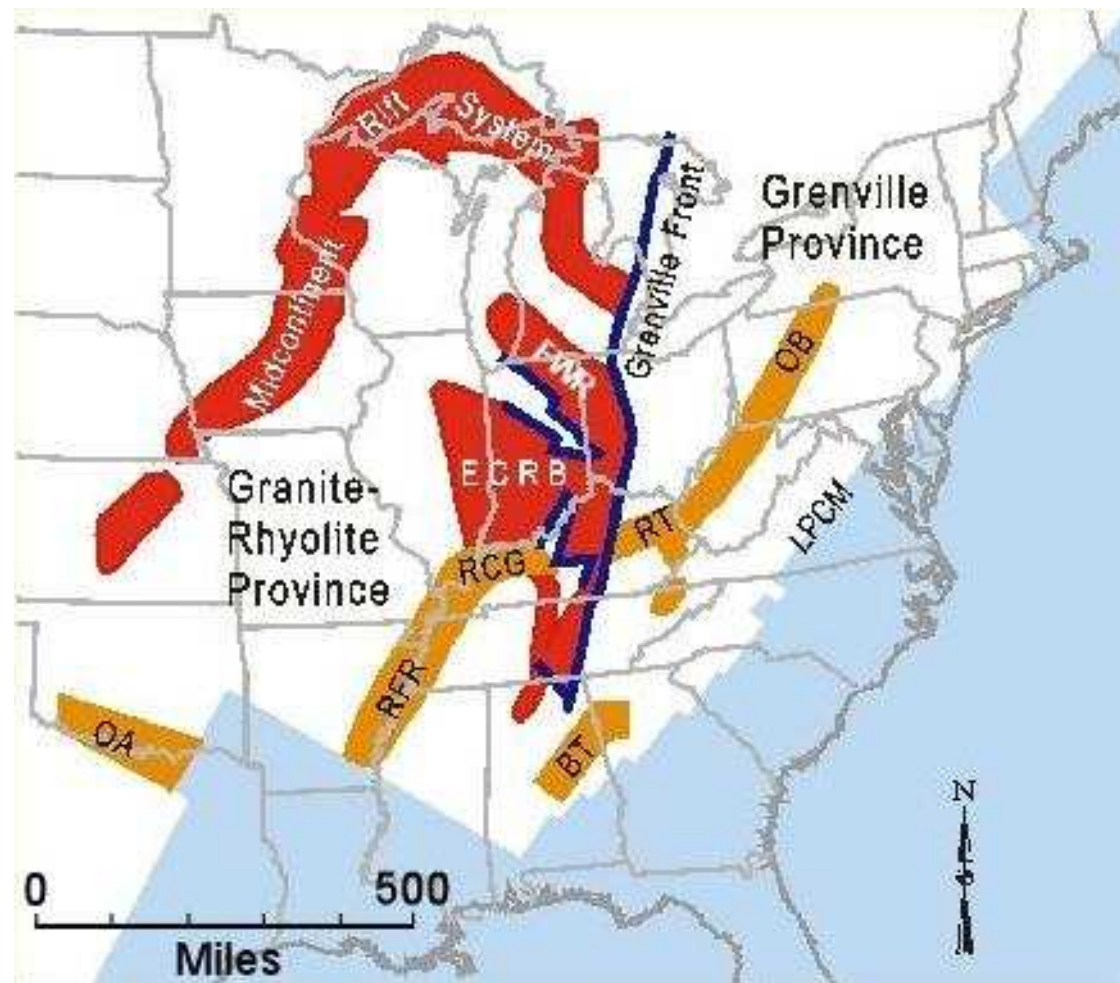 Rift System
Midcontinent
Grenville Front
Grenville
Province
OB
FWR
ECRB
Granite-
Rhyolite
Province
RT
LPCM
RCG
RFR
OA
BT
N
0 500
Miles